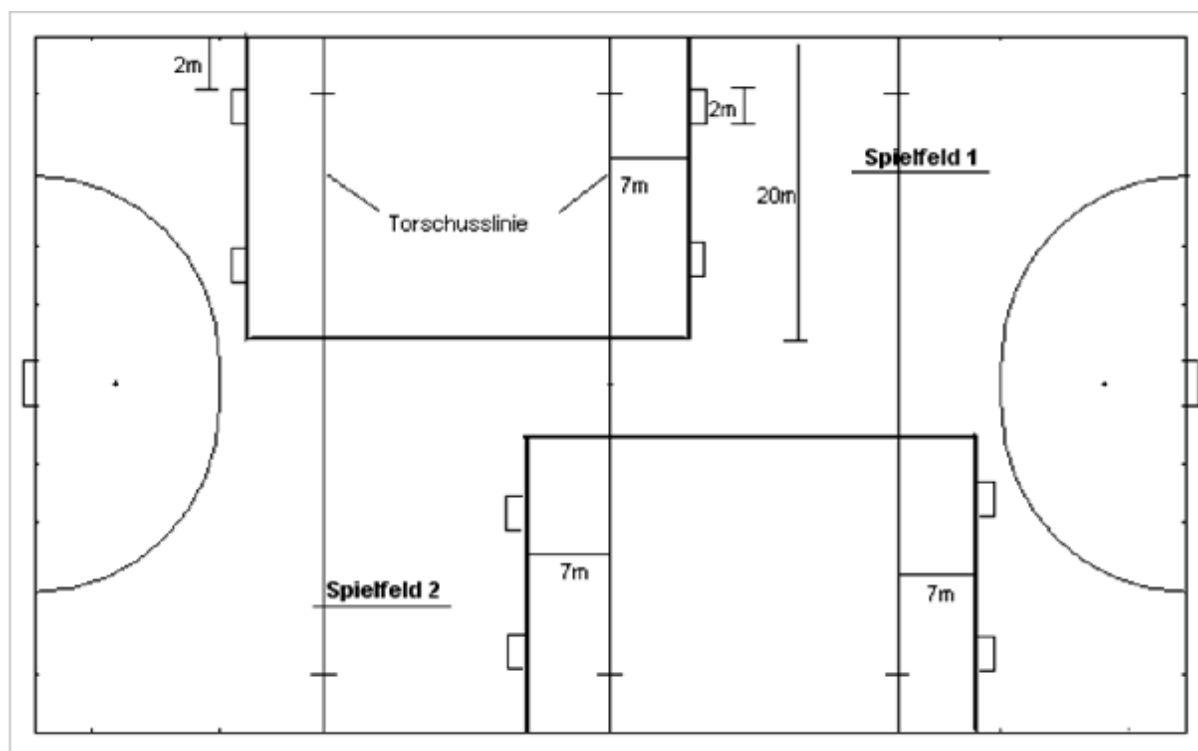 2m
2m
Spielfeld 1
7m
20m
Torschusslinie
7m
Spielfeld 2
7m